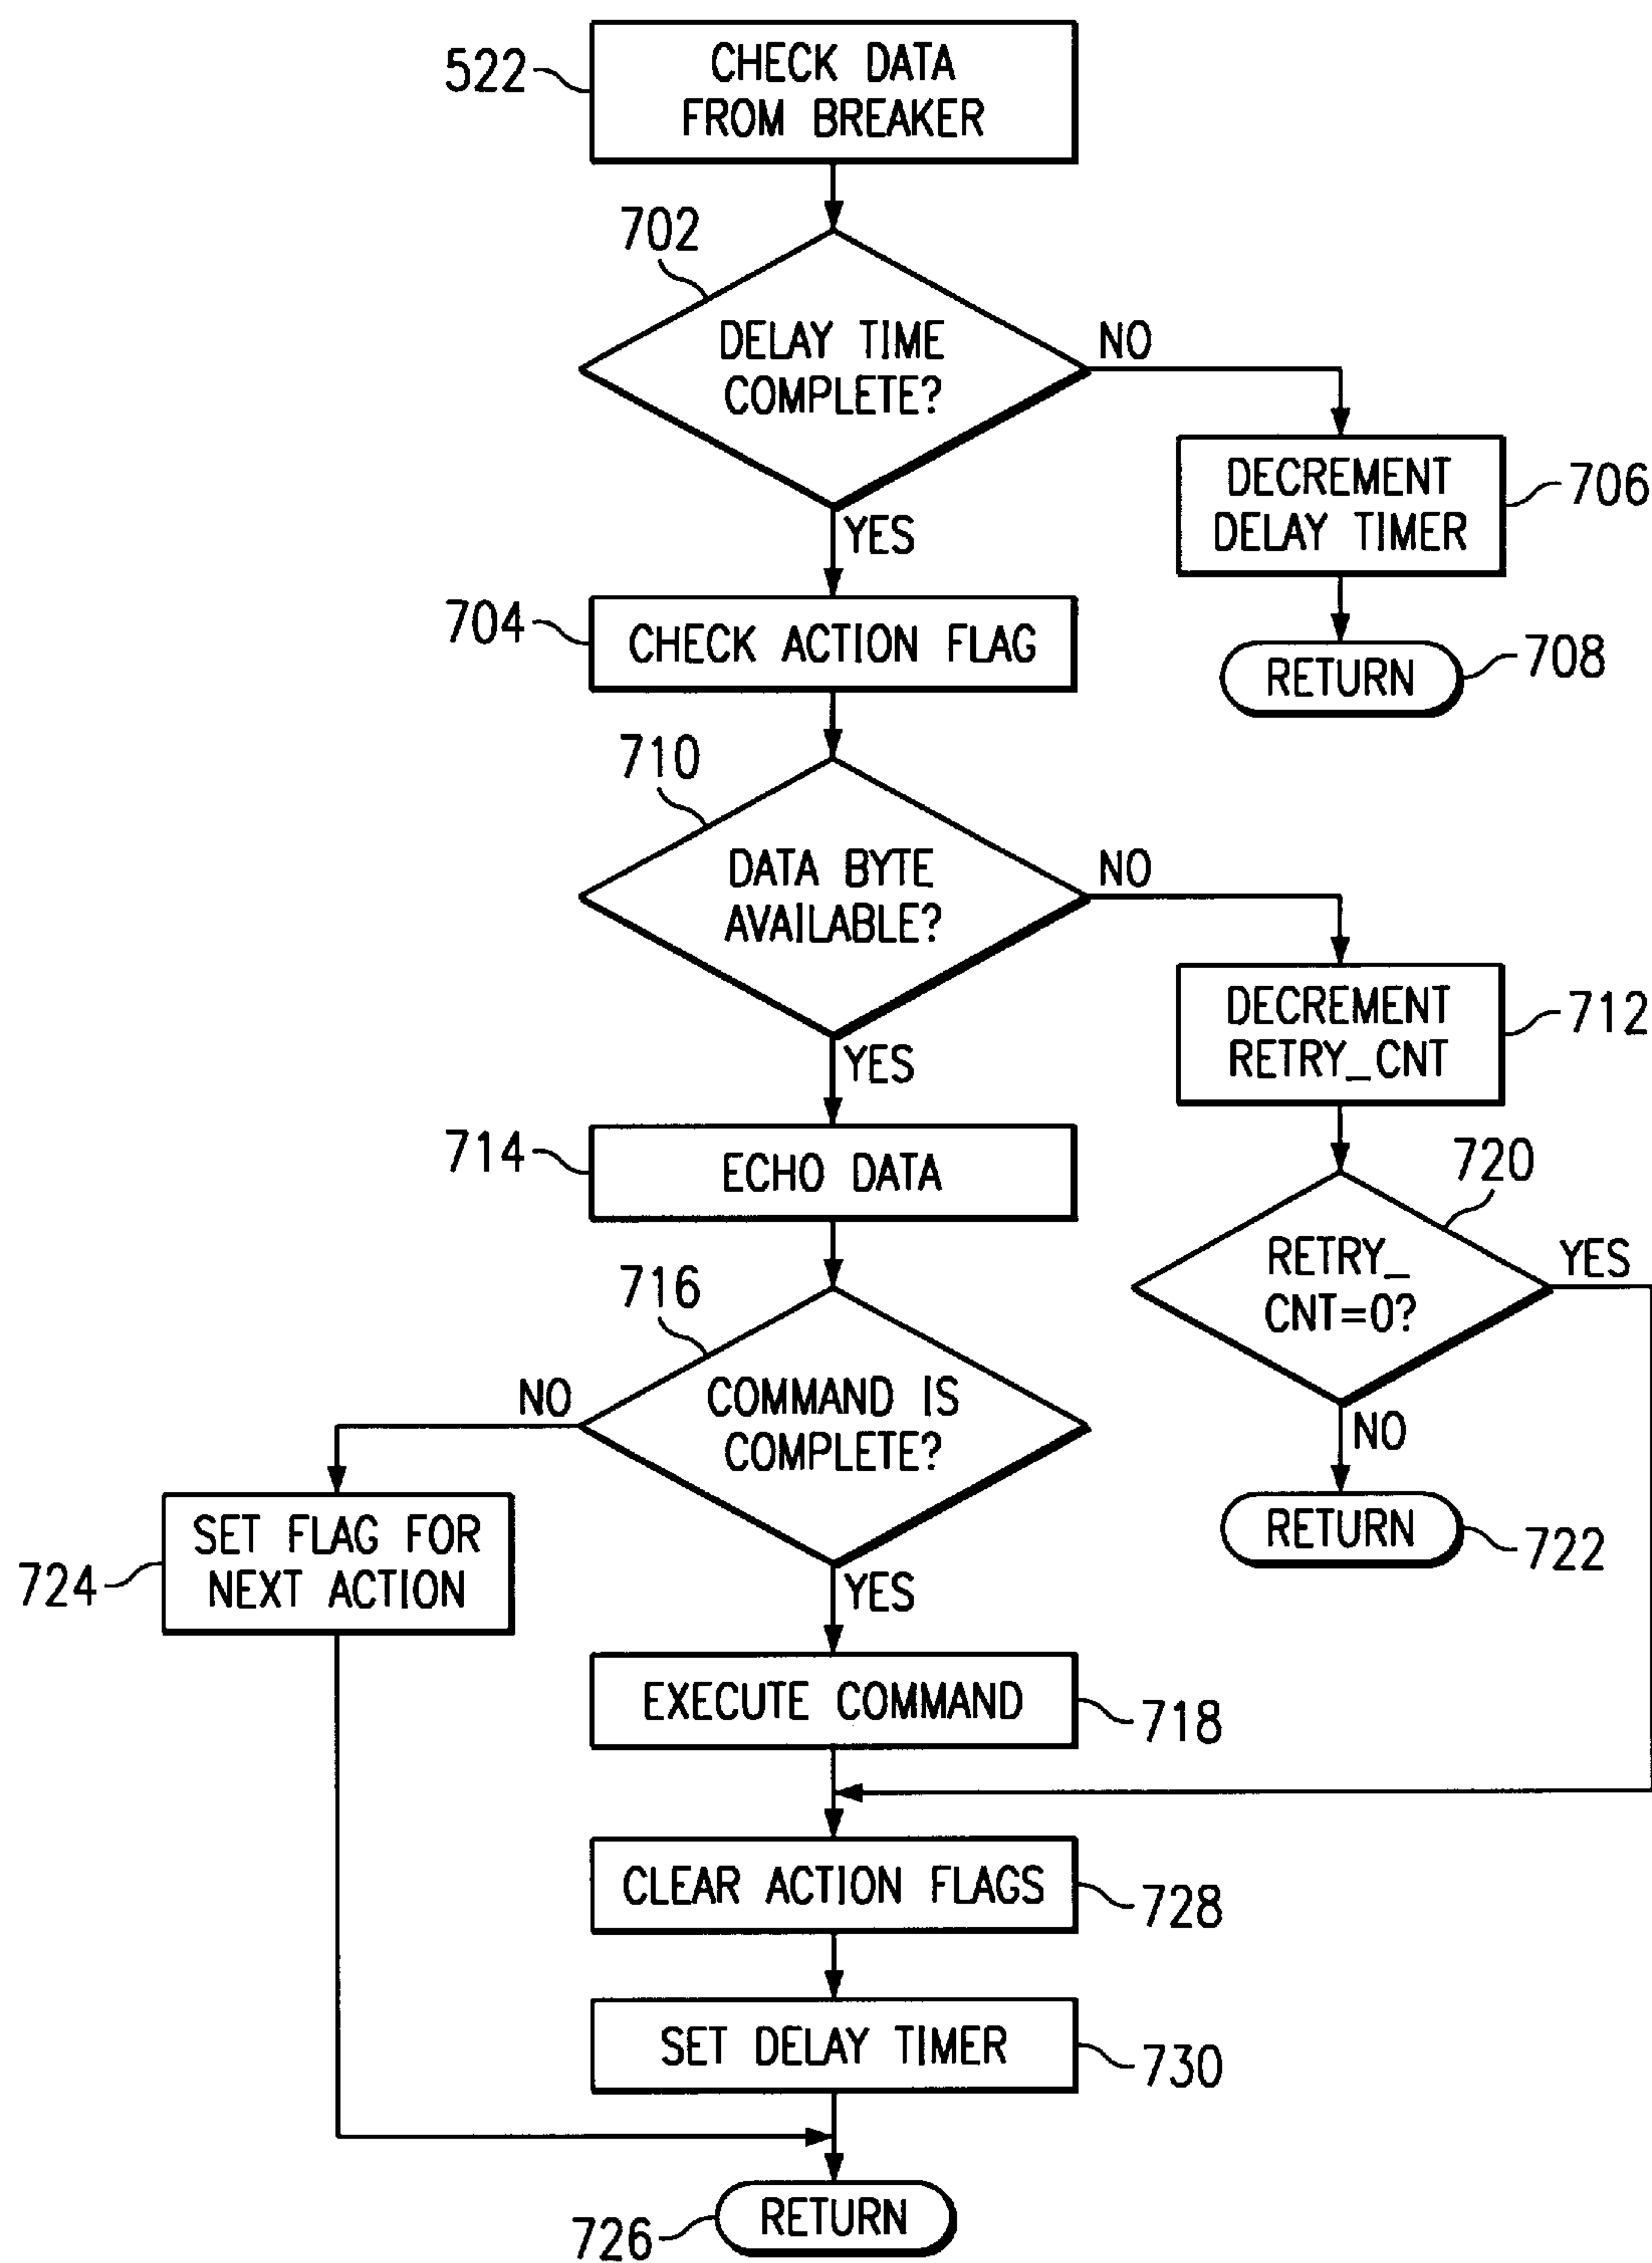 522
CHECK DATA
FROM BREAKER
702
DELAY TIME
COMPLETE?
NO
YES
DECREMENT
DELAY TIMER
706
704
CHECK ACTION FLAG
RETURN
708
710
DATA BYTE
AVAILABLE?
NO
YES
DECREMENT
RETRY_CNT
712
714
ECHO DATA
720
RETRY_
CNT=0?
YES
NO
RETURN
722
716
COMMAND IS
COMPLETE?
NO
YES
SET FLAG FOR
NEXT ACTION
724
EXECUTE COMMAND
718
CLEAR ACTION FLAGS
728
SET DELAY TIMER
730
RETURN
726